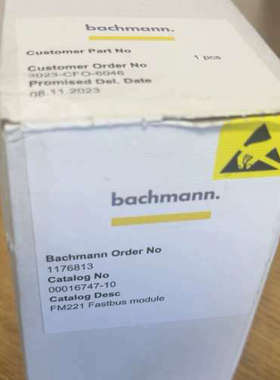 bachmann.
Customer Part No
1 pcs
Customer Order No
3023-CFO-6046
Promised Del. Date
08.11.2023
bachmann.
Bachmann Order No
1176813
Catalog No
00016747-10
Catalog Desc
FM221 Fastbus module